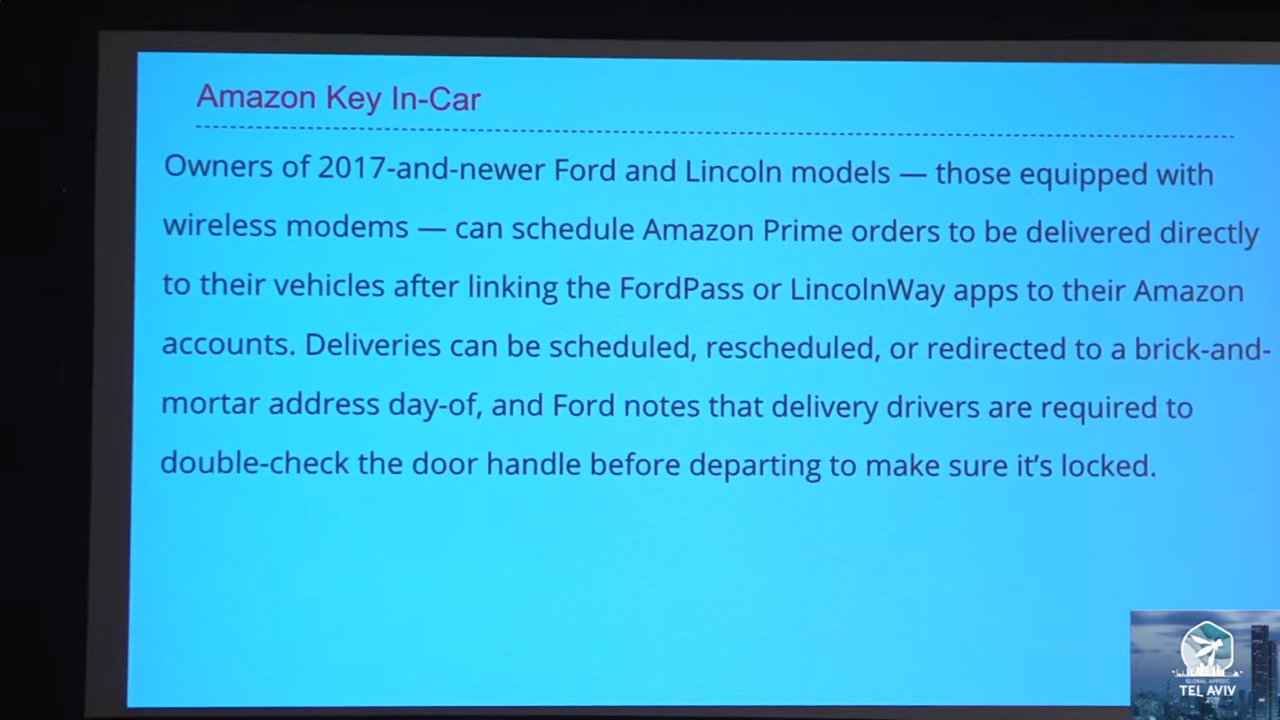 Amazon Key In-Car
Owners of 2017-and-newer Ford and Lincoln models — those equipped with
wireless modems — can schedule Amazon Prime orders to be delivered directly
to their vehicles after linking the FordPass or LincolnWay apps to their Amazon
accounts. Deliveries can be scheduled, rescheduled, or redirected to a brick-and-
mortar address day-of, and Ford notes that delivery drivers are required to
double-check the door handle before departing to make sure it’s locked.
GLOBAL APPSEC
TEL AVIV
2019